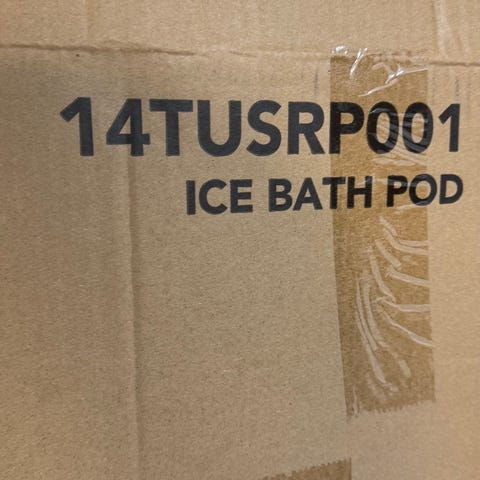 14TUSRP001
ICE BATH POD